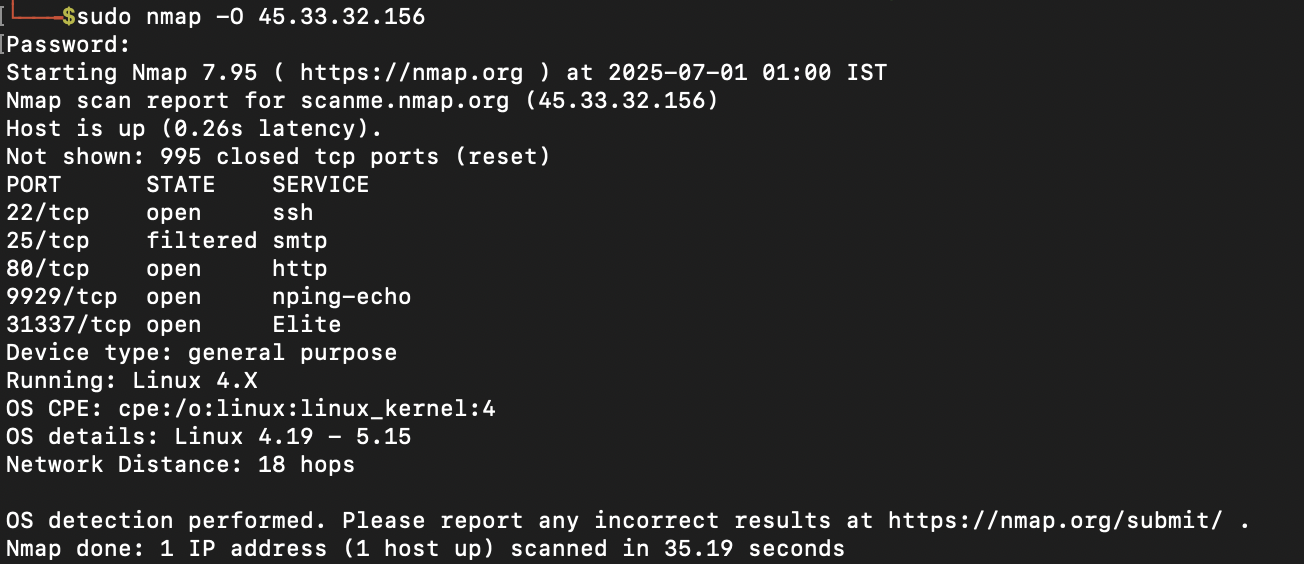 └──╼$sudo nmap -O 45.33.32.156
Password:
Starting Nmap 7.95 ( https://nmap.org ) at 2025-07-01 01:00 IST
Nmap scan report for scanme.nmap.org (45.33.32.156)
Host is up (0.26s latency).
Not shown: 995 closed tcp ports (reset)
PORT      STATE    SERVICE
22/tcp    open     ssh
25/tcp    filtered smtp
80/tcp    open     http
9929/tcp  open     nping-echo
31337/tcp open     Elite
Device type: general purpose
Running: Linux 4.X
OS CPE: cpe:/o:linux:linux_kernel:4
OS details: Linux 4.19 - 5.15
Network Distance: 18 hops

OS detection performed. Please report any incorrect results at https://nmap.org/submit/ .
Nmap done: 1 IP address (1 host up) scanned in 35.19 seconds